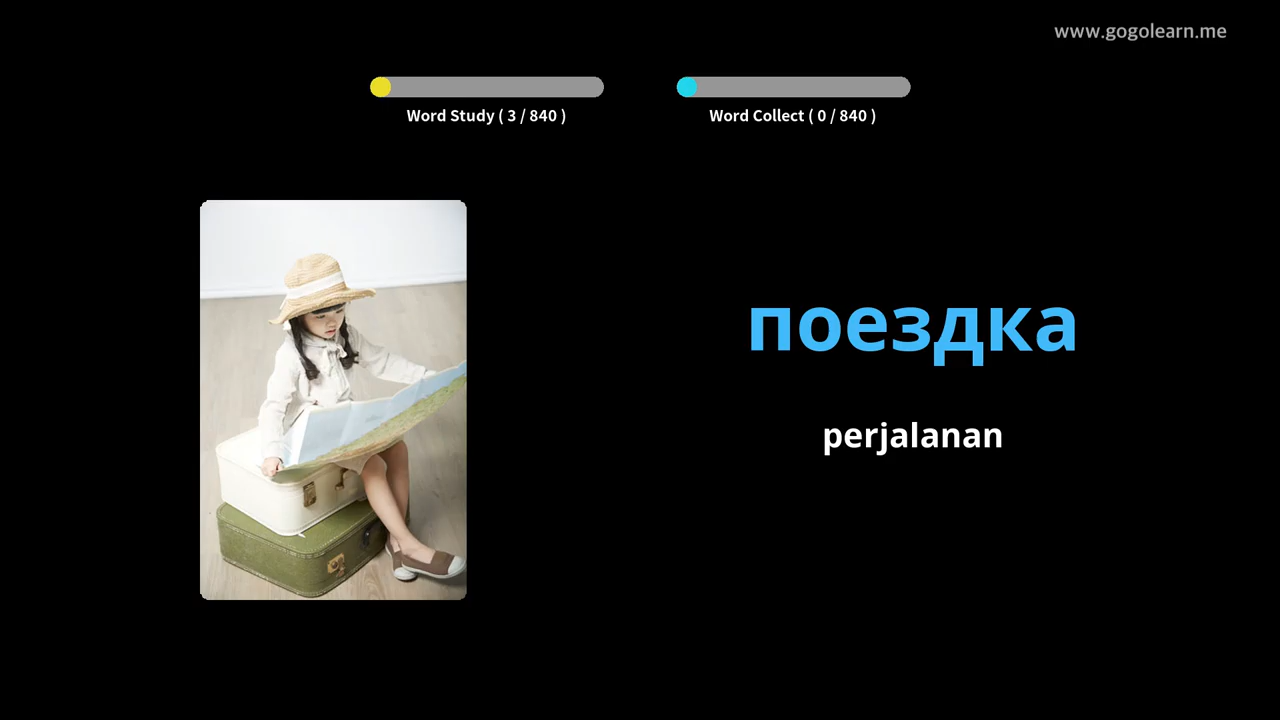 www.gogolearn.me
Word Study ( 3 / 840 )
Word Collect ( 0 / 840 )
поездка
perjalanan